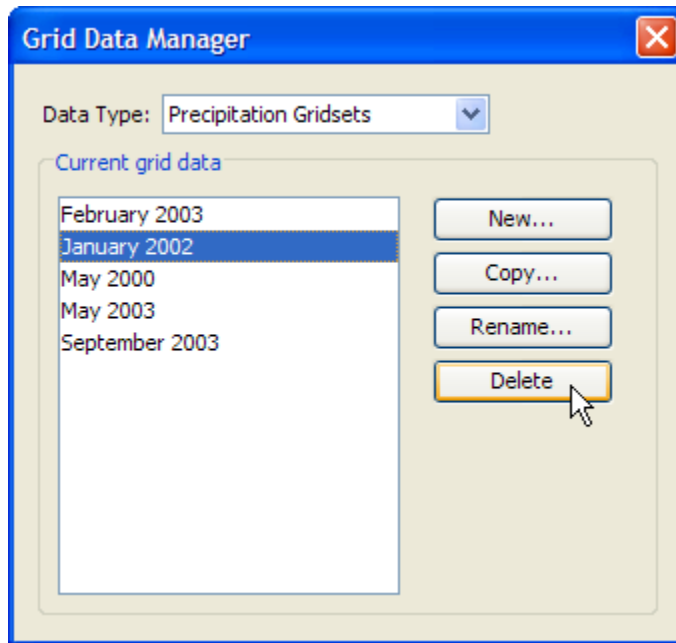 Grid Data Manager
Data Type: Precipitation Gridsets
Current grid data
February 2003
January 2002
May 2000
May 2003
September 2003
New...
Copy...
Rename...
Delete